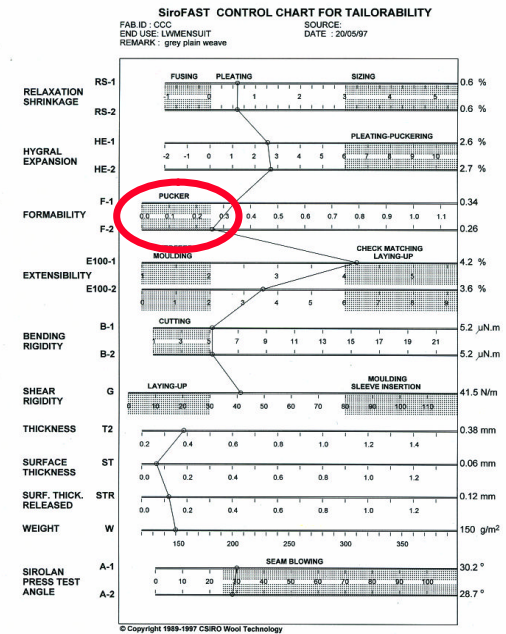 SiroFAST CONTROL CHART FOR TAILORABILITY
FAB.ID : CCC SOURCE:
END USE: LWMENSUIT DATE : 20/05/97
REMARK : grey plain weave
FUSING PLEATING SIZING
RELAXATION SHRINKAGE
RS-1 0.6 %
-1 0 1 2 3 4 5
RS-2 0.6 %
PLEATING-PUCKERING
HYGRAL EXPANSION
HE-1 2.6 %
-2 -1 0 1 2 3 4 5 6 7 8 9 10
HE-2 2.7 %
PUCKER
F-1 0.34
FORMABILITY 0.0 0.1 0.2 0.3 0.4 0.5 0.6 0.7 0.8 0.9 1.0 1.1
F-2 0.26
MOULDING CHECK MATCHING
LAYING-UP
E100-1 4.2 %
EXTENSIBILITY 1 2 3 4 5
E100-2 3.6 %
0 1 2 3 4 5 6 7 8 9
CUTTING
B-1 5.2 µN.m
BENDING RIGIDITY
1 3 5 7 9 11 13 15 17 19 21
B-2 5.2 µN.m
LAYING-UP MOULDING
SLEEVE INSERTION
SHEAR RIGIDITY G 41.5 N/m
0 10 20 30 40 50 60 70 80 90 100 110
THICKNESS T2 0.38 mm
0.2 0.4 0.6 0.8 1.0 1.2 1.4
SURFACE THICKNESS ST 0.06 mm
0.0 0.2 0.4 0.6 0.8 1.0 1.2
SURF. THICK. RELEASED STR 0.12 mm
0.0 0.2 0.4 0.6 0.8 1.0 1.2
WEIGHT W 150 g/m²
150 200 250 300 350
SEAM BLOWING
A-1 30.2 °
SIROLAN PRESS TEST ANGLE
0 10 20 30 40 50 60 70 80 90 100
A-2 28.7 °
© Copyright 1989-1997 CSIRO Wool Technology